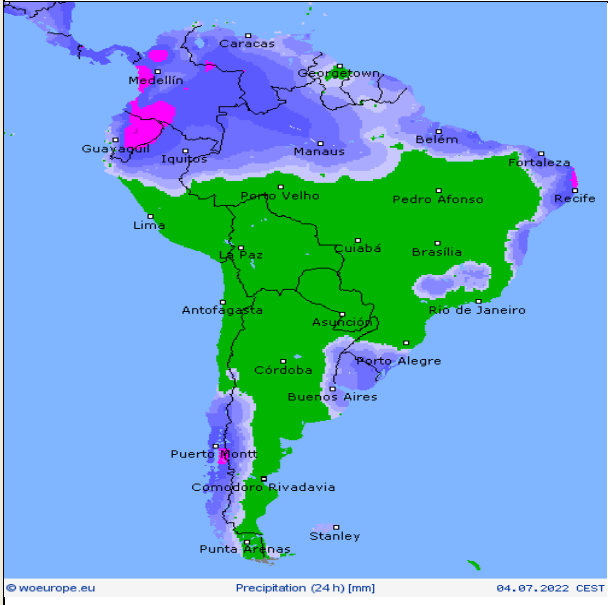 Caracas
Medellín
Georgetown
Guayaquil
Iquitos
Manaus
Belém
Fortaleza
Porto Velho
Pedro Afonso
Recife
Lima
La Paz
Cuiabá
Brasília
Antofagasta
Asunción
Rio de Janeiro
Córdoba
Porto Alegre
Buenos Aires
Puerto Montt
Comodoro Rivadavia
Stanley
Punta Arenas
© woeurope.eu Precipitation (24 h) [mm] 04.07.2022 CEST